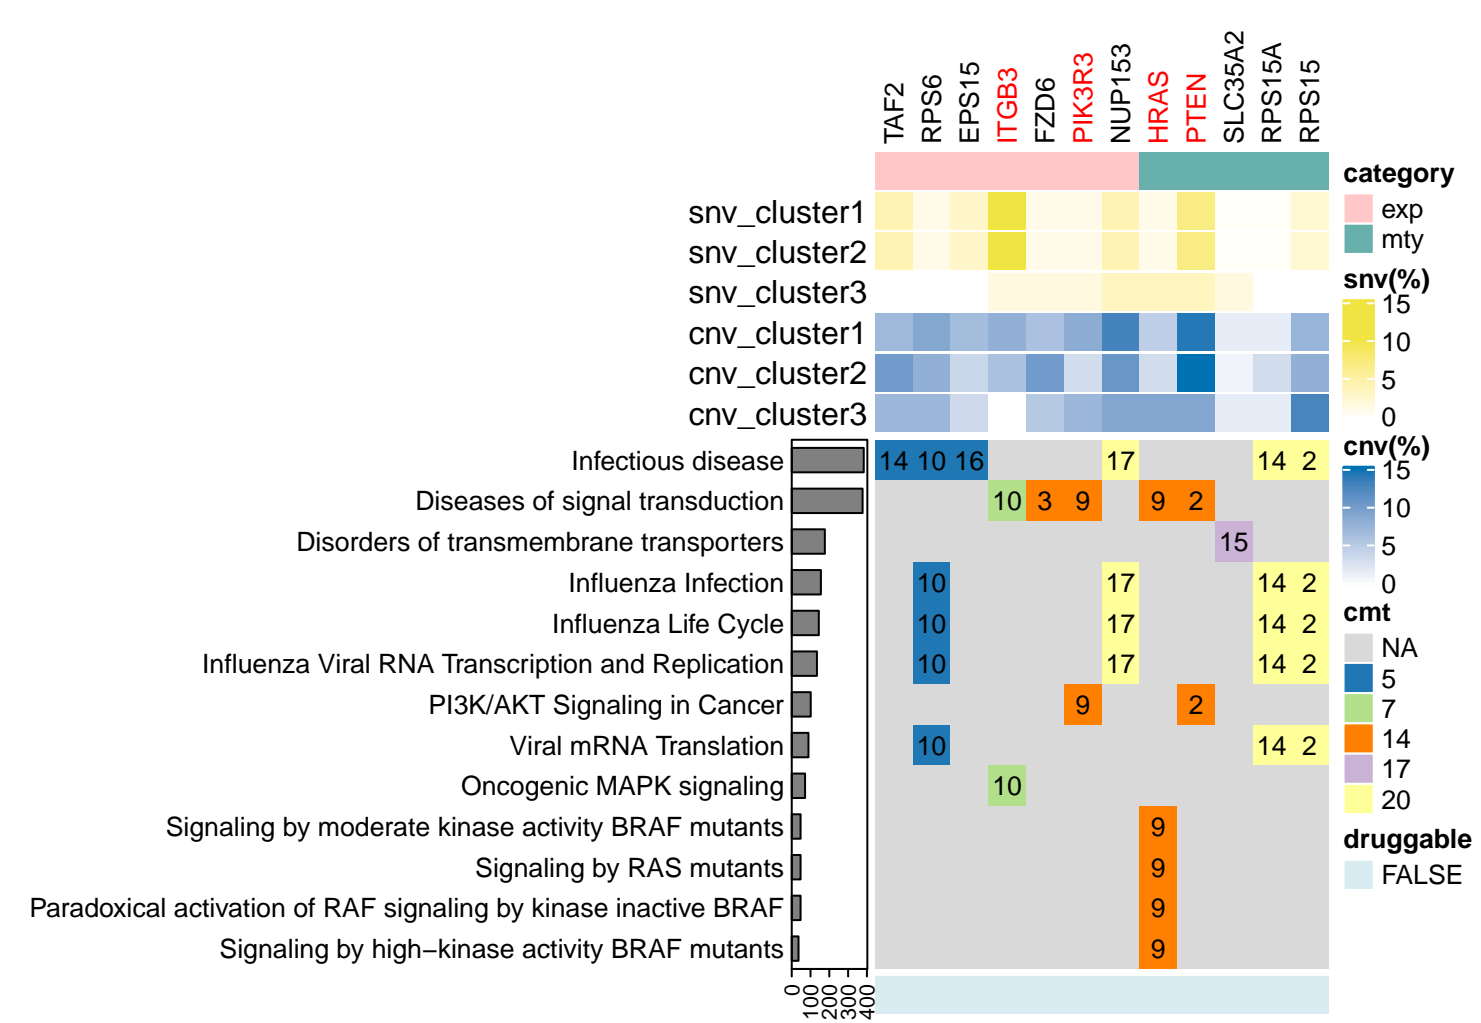 TAF2 RPS6 EPS15 ITGB3 FZD6 PIK3R3 NUP153 HRAS PTEN SLC35A2 RPS15A RPS15
category
exp
mty
snv_cluster1
snv_cluster2
snv_cluster3
cnv_cluster1
cnv_cluster2
cnv_cluster3
snv(%)
15
10
5
0
cnv(%)
15
10
5
0
Infectious disease 14 10 16 17 14 2
Diseases of signal transduction 10 3 9 9 2
Disorders of transmembrane transporters 15
Influenza Infection 10 17 14 2
Influenza Life Cycle 10 17 14 2
Influenza Viral RNA Transcription and Replication 10 17 14 2
PI3K/AKT Signaling in Cancer 9 2
Viral mRNA Translation 10 14 2
Oncogenic MAPK signaling 10
Signaling by moderate kinase activity BRAF mutants 9
Signaling by RAS mutants 9
Paradoxical activation of RAF signaling by kinase inactive BRAF 9
Signaling by high−kinase activity BRAF mutants 9
0 100 200 300 400
cmt
NA
5
7
14
17
20
druggable
FALSE